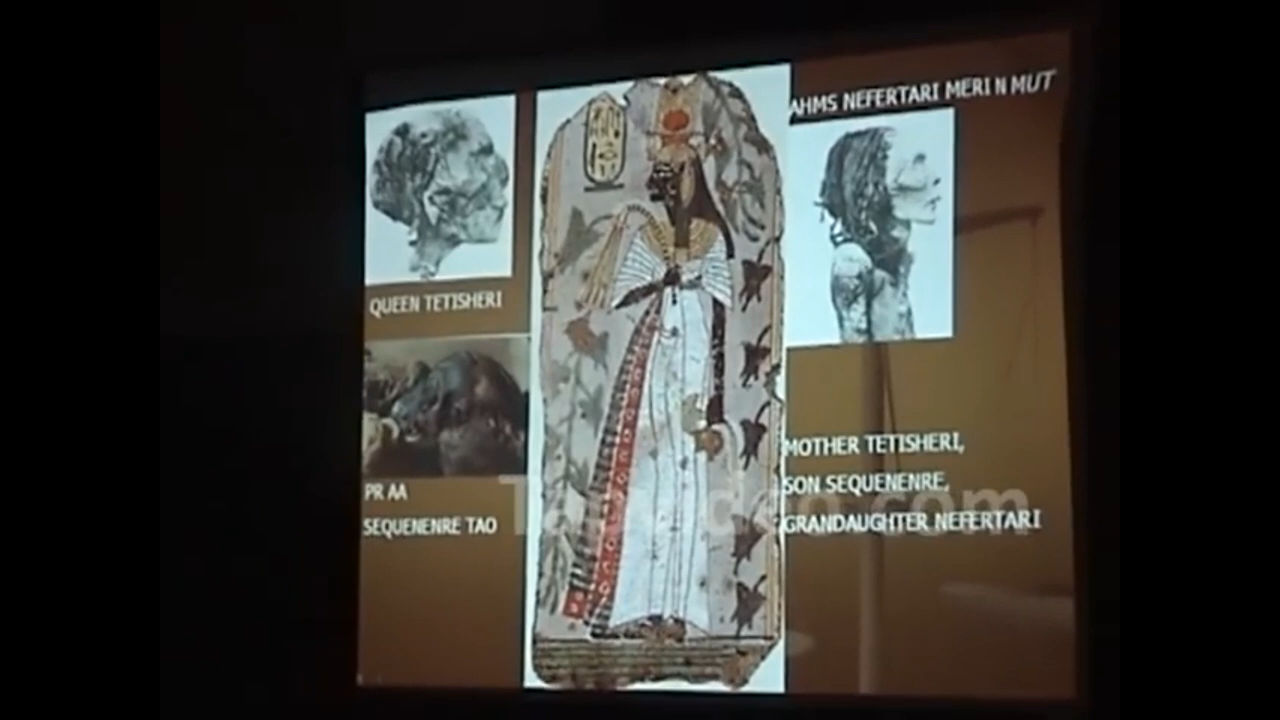 AHMS NEFERTARI MERI N MUT
QUEEN TETISHERI
PR AA
SEQUENENRE TAO
MOTHER TETISHERI,
SON SEQUENENRE,
GRANDAUGHTER NEFERTARI